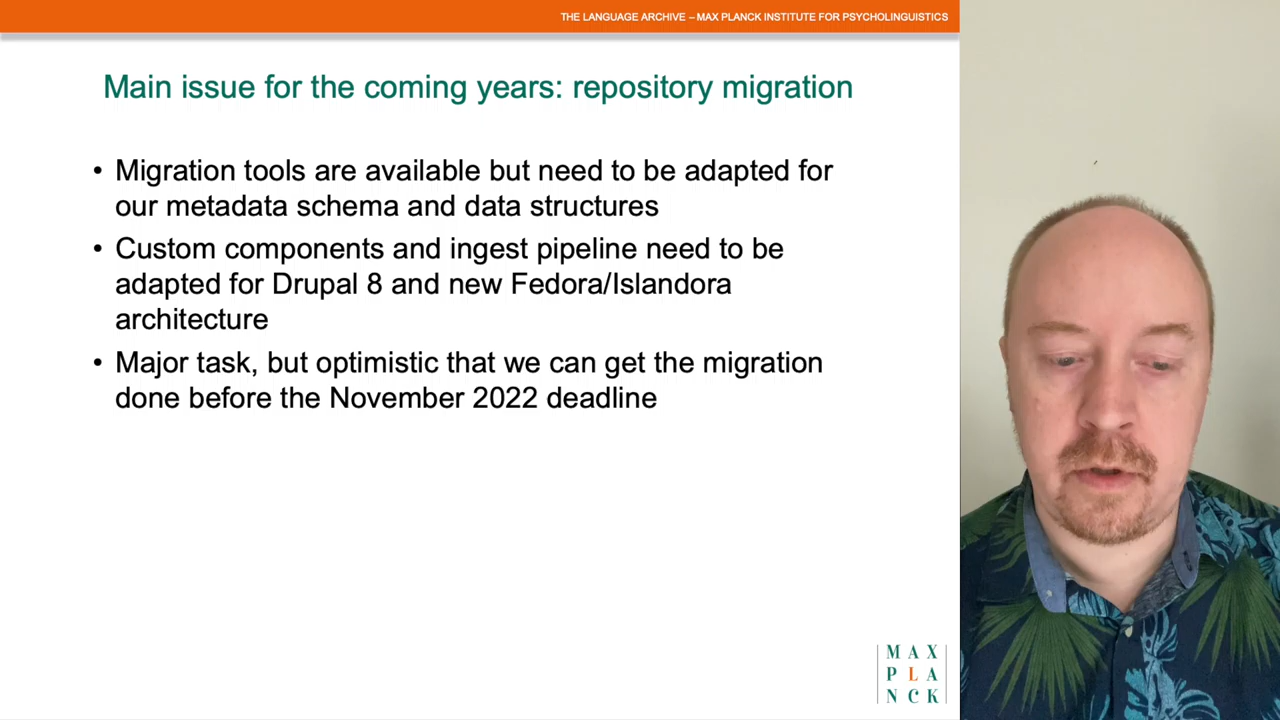 THE LANGUAGE ARCHIVE – MAX PLANCK INSTITUTE FOR PSYCHOLINGUISTICS
Main issue for the coming years: repository migration
• Migration tools are available but need to be adapted for
our metadata schema and data structures
• Custom components and ingest pipeline need to be
adapted for Drupal 8 and new Fedora/Islandora
architecture
• Major task, but optimistic that we can get the migration
done before the November 2022 deadline
MAX
PLA
NCK